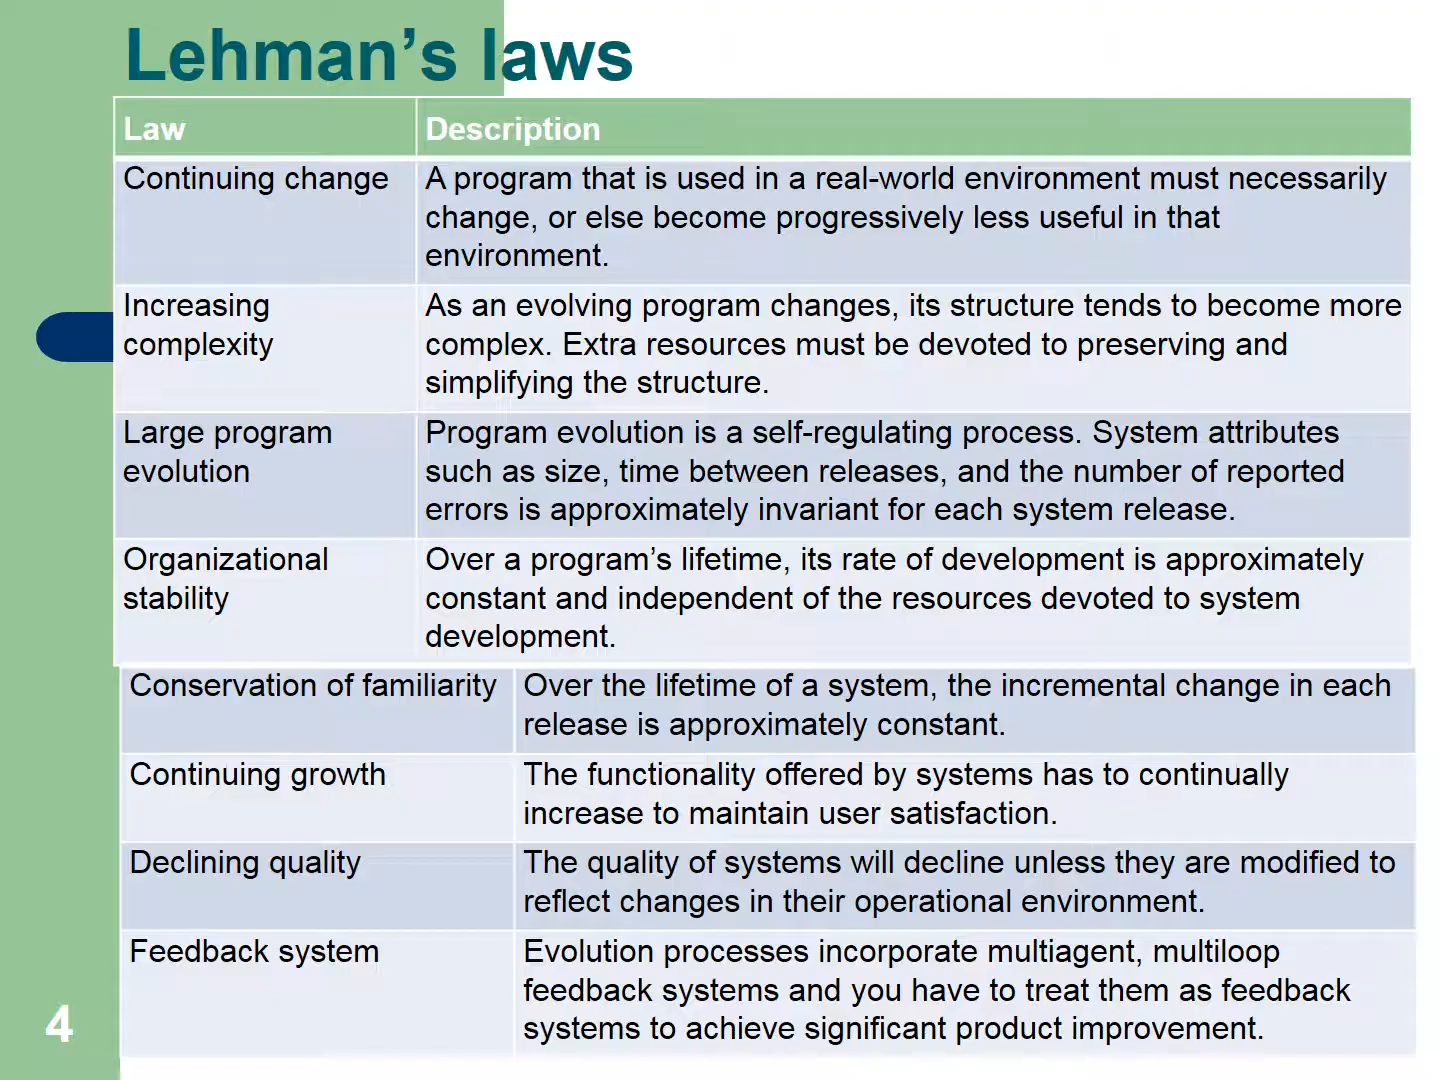 Lehman’s laws
Law Description
Continuing change A program that is used in a real-world environment must necessarily
change, or else become progressively less useful in that
environment.
Increasing As an evolving program changes, its structure tends to become more
complexity complex. Extra resources must be devoted to preserving and
simplifying the structure.
Large program Program evolution is a self-regulating process. System attributes
evolution such as size, time between releases, and the number of reported
errors is approximately invariant for each system release.
Organizational Over a program’s lifetime, its rate of development is approximately
stability constant and independent of the resources devoted to system
development.
Conservation of familiarity Over the lifetime of a system, the incremental change in each
release is approximately constant.
Continuing growth The functionality offered by systems has to continually
increase to maintain user satisfaction.
Declining quality The quality of systems will decline unless they are modified to
reflect changes in their operational environment.
Feedback system Evolution processes incorporate multiagent, multiloop
feedback systems and you have to treat them as feedback
systems to achieve significant product improvement.
4